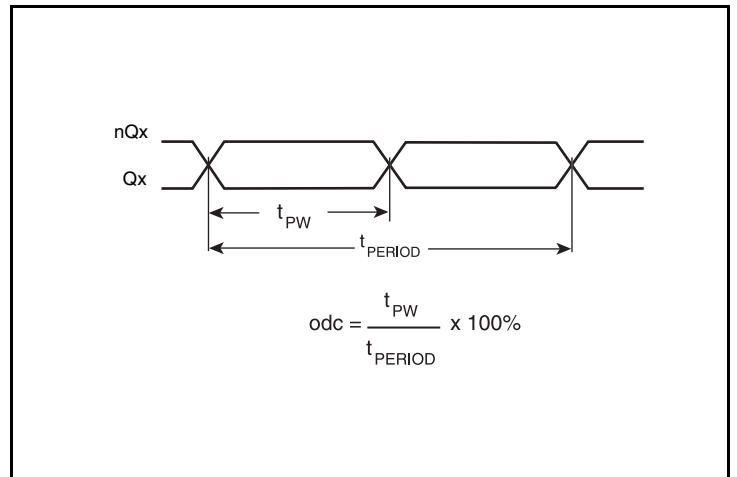 nQx
Qx
tPW
tPERIOD
odc = tPW / tPERIOD x 100%